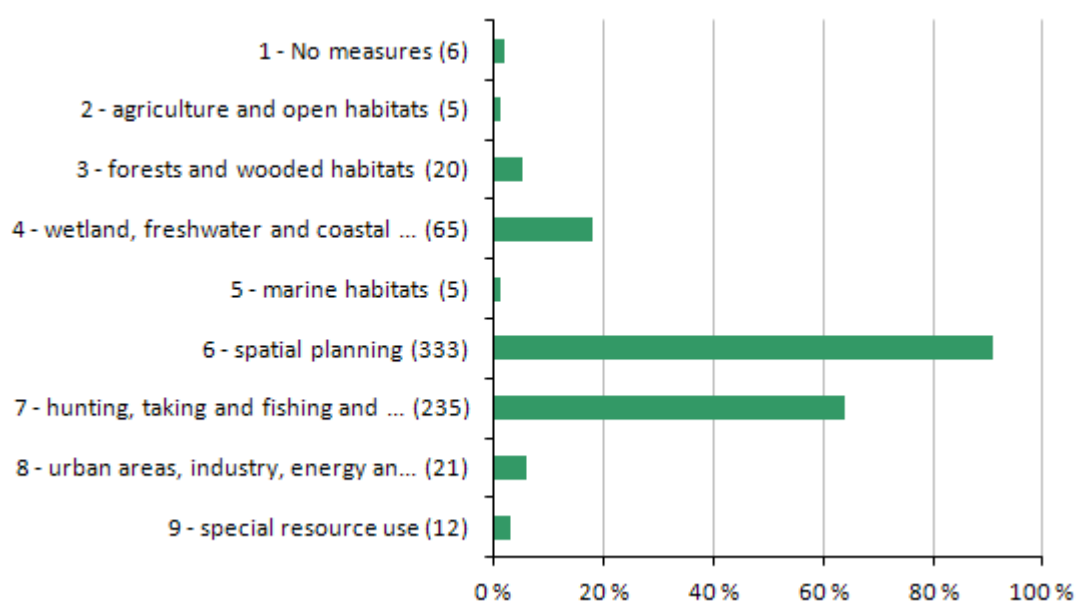 1 - No measures (6)
2 - agriculture and open habitats (5)
3 - forests and wooded habitats (20)
4 - wetland, freshwater and coastal ... (65)
5 - marine habitats (5)
6 - spatial planning (333)
7 - hunting, taking and fishing and ... (235)
8 - urban areas, industry, energy an... (21)
9 - special resource use (12)
0 % 20 % 40 % 60 % 80 % 100 %